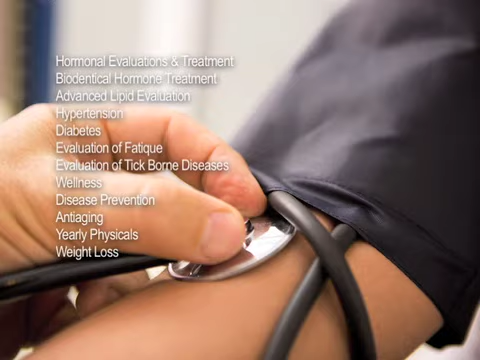 Hormonal Evaluations & Treatment
Biodentical Hormone Treatment
Advanced Lipid Evaluation
Hypertension
Diabetes
Evaluation of Fatique
Evaluation of Tick Borne Diseases
Wellness
Disease Prevention
Antiaging
Yearly Physicals
Weight Loss